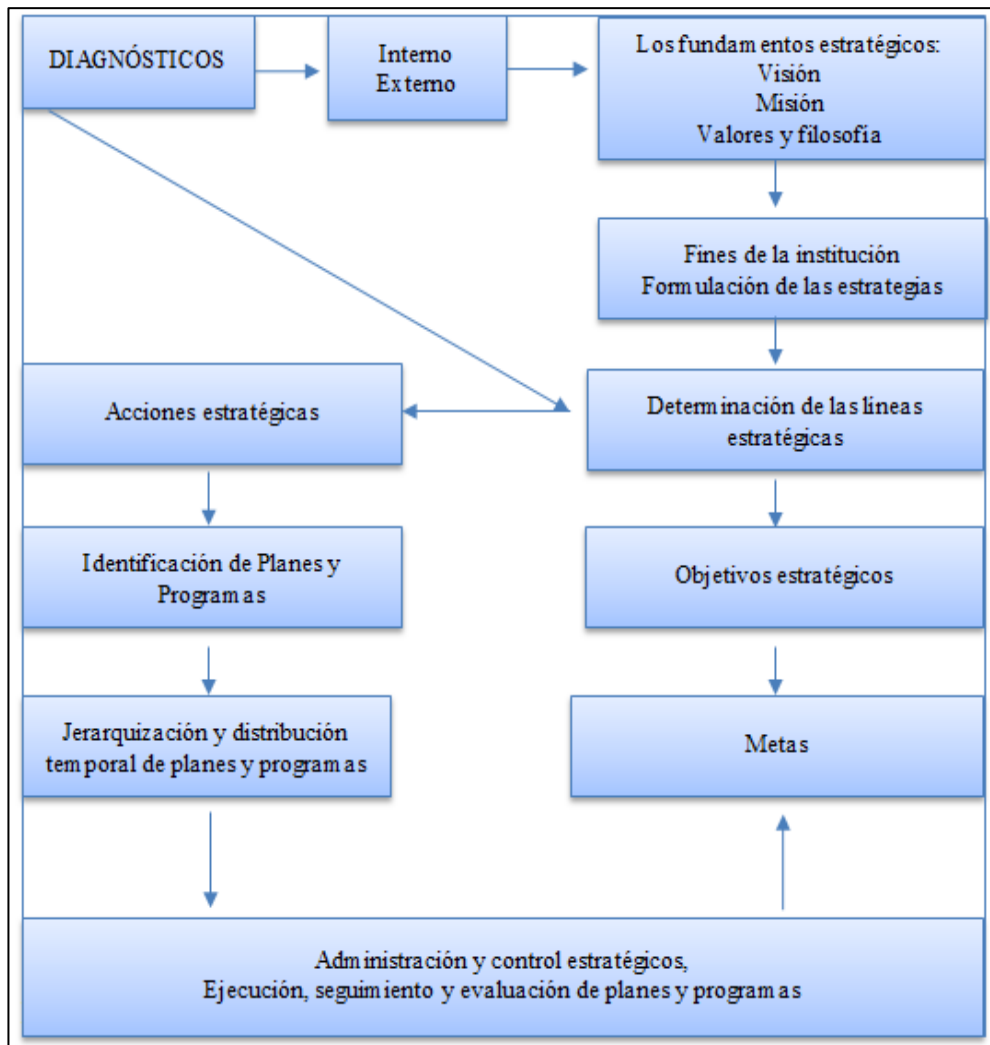 DIAGNÓSTICOS
Interno
Externo
Los fundamentos estratégicos:
Visión
Misión
Valores y filosofía
Fines de la institución
Formulación de las estrategias
Acciones estratégicas
Determinación de las líneas
estratégicas
Identificación de Planes y
Programas
Objetivos estratégicos
Jerarquización y distribución
temporal de planes y programas
Metas
Administración y control estratégicos,
Ejecución, seguimiento y evaluación de planes y programas